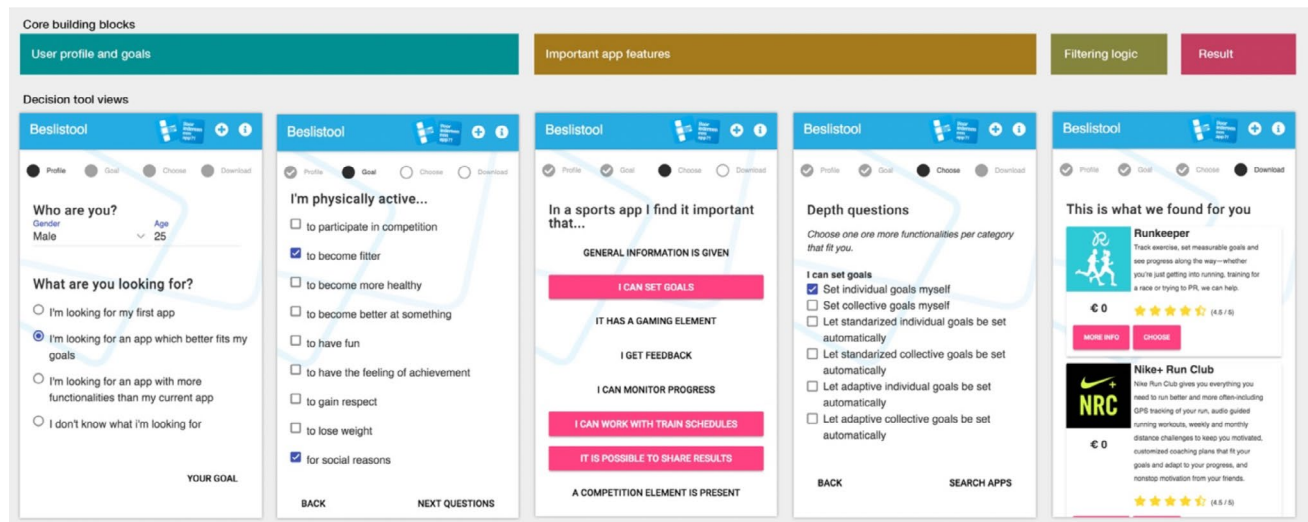 Core building blocks
User profile and goals
Important app features
Filtering logic
Result
Decision tool views
Beslistool
Profile
Goal
Choose
Download
Who are you?
Gender
Age
Male
25
What are you looking for?
I'm looking for my first app
I'm looking for an app which better fits my
goals
I'm looking for an app with more
functionalities than my current app
I don't know what i'm looking for
YOUR GOAL
Beslistool
Profile
Goal
Choose
Download
I'm physically active...
to participate in competition
to become fitter
to become more healthy
to become better at something
to have fun
to have the feeling of achievement
to gain respect
to lose weight
for social reasons
BACK
NEXT QUESTIONS
Beslistool
Profile
Goal
Choose
Download
In a sports app I find it important
that...
GENERAL INFORMATION IS GIVEN
I CAN SET GOALS
IT HAS A GAMING ELEMENT
I GET FEEDBACK
I CAN MONITOR PROGRESS
I CAN WORK WITH TRAIN SCHEDULES
IT IS POSSIBLE TO SHARE RESULTS
A COMPETITION ELEMENT IS PRESENT
Beslistool
Profile
Goal
Choose
Download
Depth questions
Choose one ore more functionalities per category
that fit you.
I can set goals
Set individual goals myself
Set collective goals myself
Let standarized individual goals be set
automatically
Let standarized collective goals be set
automatically
Let adaptive individual goals be set
automatically
Let adaptive collective goals be set
automatically
BACK
SEARCH APPS
Beslistool
Profile
Goal
Choose
Download
This is what we found for you
Runkeeper
Track exercise, set measurable goals and
see progress along the way—whether
you're just getting into running, training for
a race or trying to PR, we can help.
€ 0
(4.5 / 5)
MORE INFO
CHOOSE
Nike+ Run Club
NRC
Nike Run Club gives you everything you
need to run better and more often-including
GPS tracking of your run, audio guided
running workouts, weekly and monthly
distance challenges to keep you motivated,
customized coaching plans that fit your
goals and adapt to your progress, and
nonstop motivation from your friends.
€ 0
(4.5 / 5)